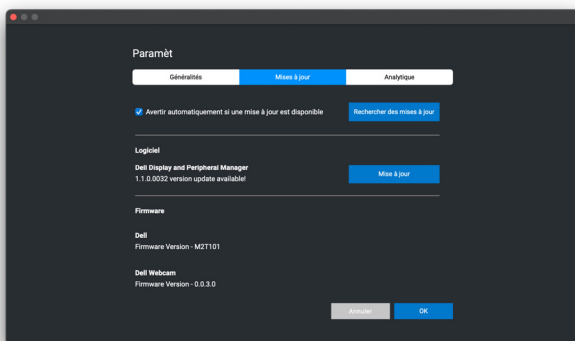 Paramèt
Généralités
Mises à jour
Analytique
Avertir automatiquement si une mise à jour est disponible
Rechercher des mises à jour
Logiciel
Dell Display and Peripheral Manager
1.1.0.0032 version update available!
Mise à jour
Firmware
Dell
Firmware Version - M2T101
Dell Webcam
Firmware Version - 0.0.3.0
Annuler
OK